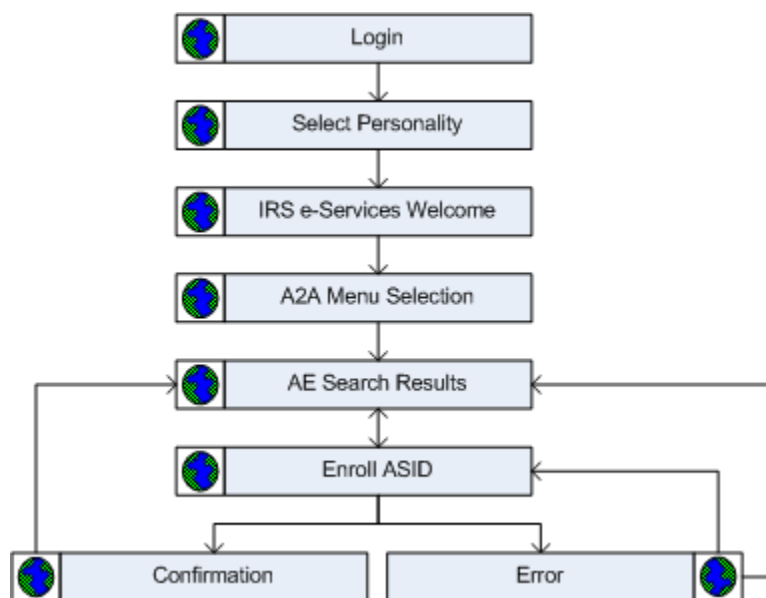 Login
Select Personality
IRS e-Services Welcome
A2A Menu Selection
AE Search Results
Enroll ASID
Confirmation
Error